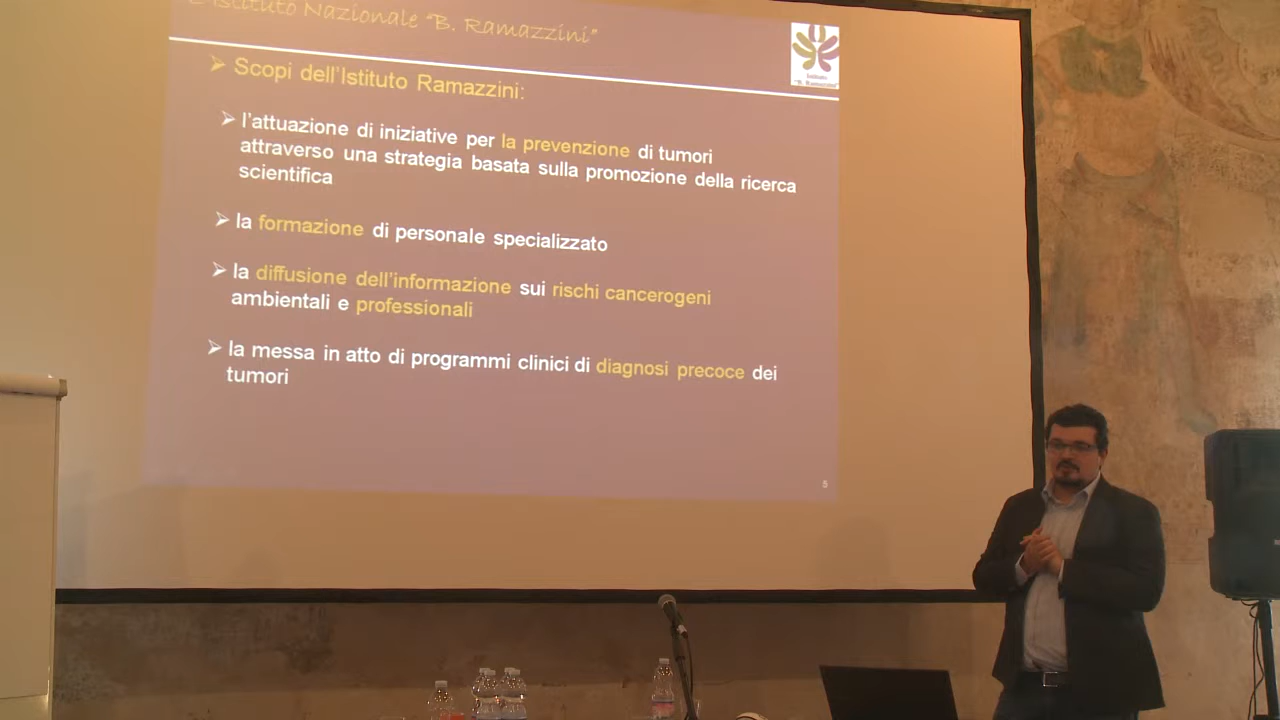 L'Istituto Nazionale "B. Ramazzini"
Istituto
"B. Ramazzini"
➢ Scopi dell'Istituto Ramazzini:
➢ l'attuazione di iniziative per la prevenzione di tumori
attraverso una strategia basata sulla promozione della ricerca
scientifica
➢ la formazione di personale specializzato
➢ la diffusione dell'informazione sui rischi cancerogeni
ambientali e professionali
➢ la messa in atto di programmi clinici di diagnosi precoce dei
tumori
5